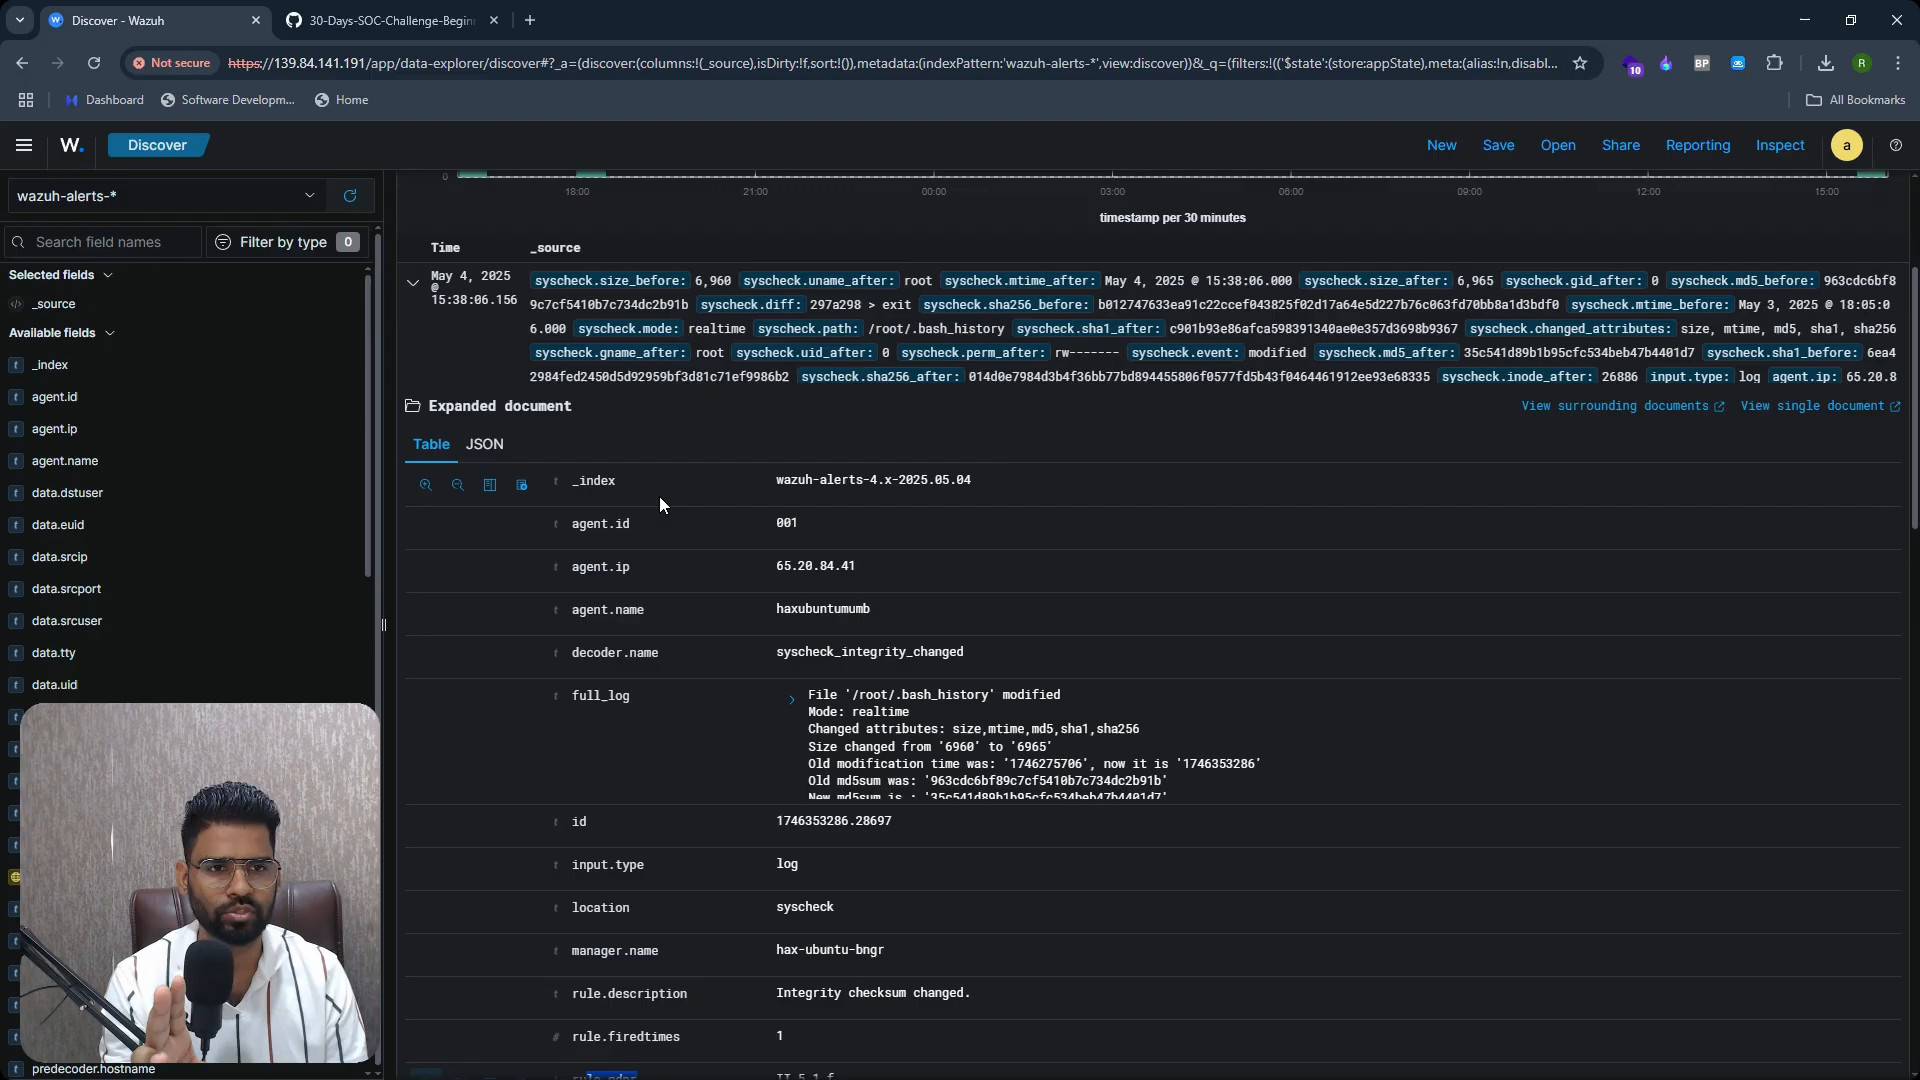 Discover - Wazuh
30-Days-SOC-Challenge-Begin
Not secure
https://139.84.141.191/app/data-explorer/discover#?_a=(discover:(columns:!(_source),isDirty:!f,sort:!()),metadata:(indexPattern:'wazuh-alerts-*',view:discover))&_q=(filters:!(('$state':(store:appState),meta:(alias:!n,disabl...
10
BP
R
Dashboard
Software Developm...
Home
All Bookmarks
W.
Discover
New
Save
Open
Share
Reporting
Inspect
a
wazuh-alerts-*
Search field names
Filter by type 0
Selected fields
_source
Available fields
_index
agent.id
agent.ip
agent.name
data.dstuser
data.euid
data.srcip
data.srcport
data.srcuser
data.tty
data.uid
predecoder.hostname
0
18:00 21:00 00:00 03:00 06:00 09:00 12:00 15:00
timestamp per 30 minutes
Time _source
May 4, 2025 @ 15:38:06.156
syscheck.size_before: 6,960 syscheck.uname_after: root syscheck.mtime_after: May 4, 2025 @ 15:38:06.000 syscheck.size_after: 6,965 syscheck.gid_after: 0 syscheck.md5_before: 963cdc6bf8
9c7cf5410b7c734dc2b91b syscheck.diff: 297a298 > exit syscheck.sha256_before: b012747633ea91c22ccef043825f02d17a64e5d227b76c063fd70bb8a1d3bdf0 syscheck.mtime_before: May 3, 2025 @ 18:05:0
6.000 syscheck.mode: realtime syscheck.path: /root/.bash_history syscheck.sha1_after: c901b93e86afca598391340ae0e357d3698b9367 syscheck.changed_attributes: size, mtime, md5, sha1, sha256
syscheck.gname_after: root syscheck.uid_after: 0 syscheck.perm_after: rw------- syscheck.event: modified syscheck.md5_after: 35c541d89b1b95cfc534beb47b4401d7 syscheck.sha1_before: 6ea4
2984fed2450d5d92959bf3d81c71ef9986b2 syscheck.sha256_after: 014d0e7984d3b4f36bb77bd894455806f0577fd5b43f0464461912ee93e68335 syscheck.inode_after: 26886 input.type: log agent.ip: 65.20.8
Expanded document
View surrounding documents
View single document
Table
JSON
t _index wazuh-alerts-4.x-2025.05.04
t agent.id 001
t agent.ip 65.20.84.41
t agent.name haxubuntumumb
t decoder.name syscheck_integrity_changed
t full_log File '/root/.bash_history' modified
Mode: realtime
Changed attributes: size,mtime,md5,sha1,sha256
Size changed from '6960' to '6965'
Old modification time was: '1746275706', now it is '1746353286'
Old md5sum was: '963cdc6bf89c7cf5410b7c734dc2b91b'
New md5sum is : '35c541d89b1b95cfc534beb47b4401d7'
t id 1746353286.28697
t input.type log
t location syscheck
t manager.name hax-ubuntu-bngr
t rule.description Integrity checksum changed.
# rule.firedtimes 1